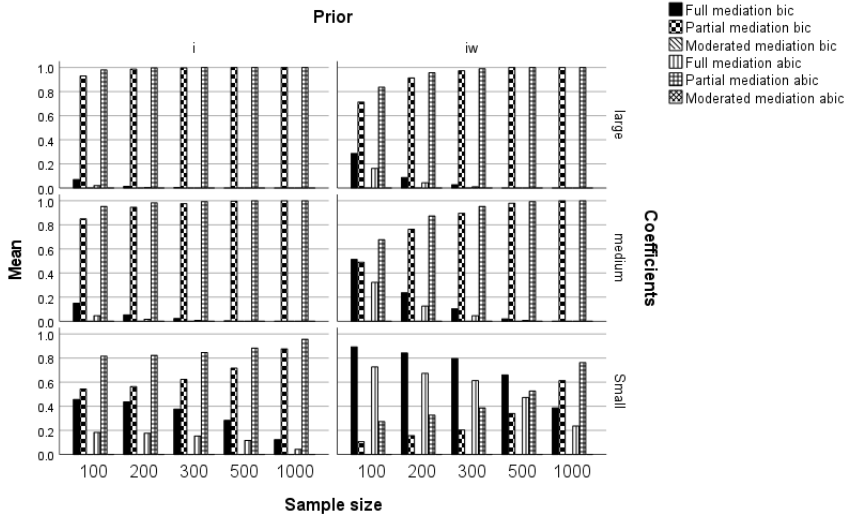 Prior
i iw
Full mediation bic
Partial mediation bic
Moderated mediation bic
Full mediation abic
Partial mediation abic
Moderated mediation abic
1.0
0.8
0.6
0.4
0.2
0.0
large
1.0
0.8
0.6
0.4
0.2
0.0
medium
1.0
0.8
0.6
0.4
0.2
0.0
Small
Mean
Coefficients
100 200 300 500 1000 100 200 300 500 1000
Sample size